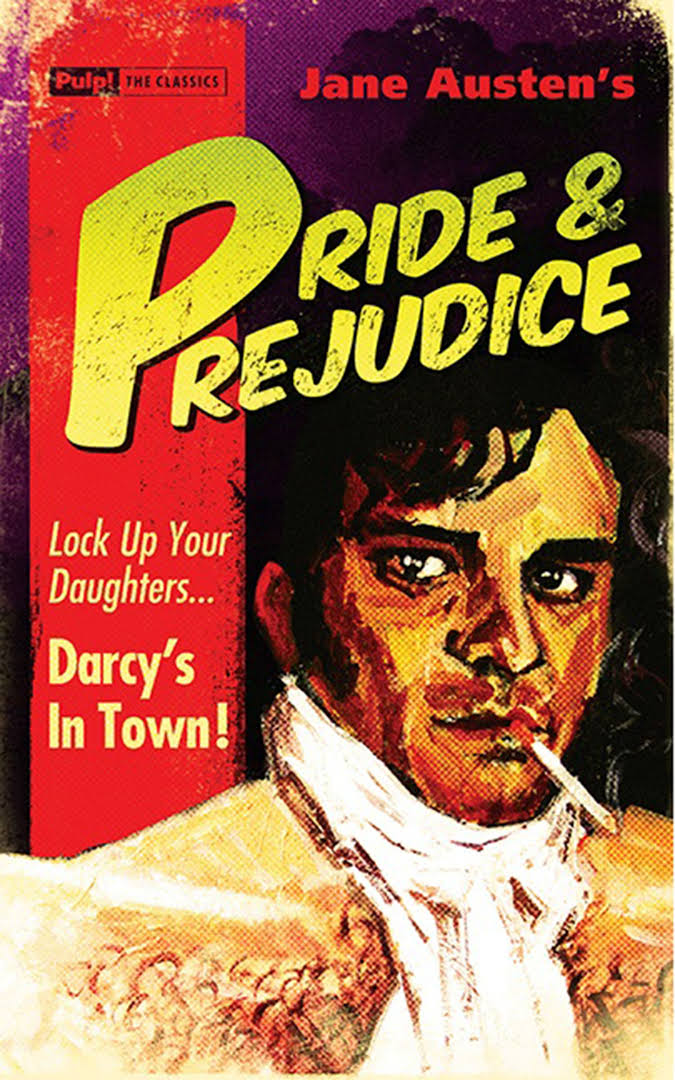 Pulp! THE CLASSICS
Jane Austen's
PRIDE &
PREJUDICE
Lock Up Your
Daughters...
Darcy's
In Town!